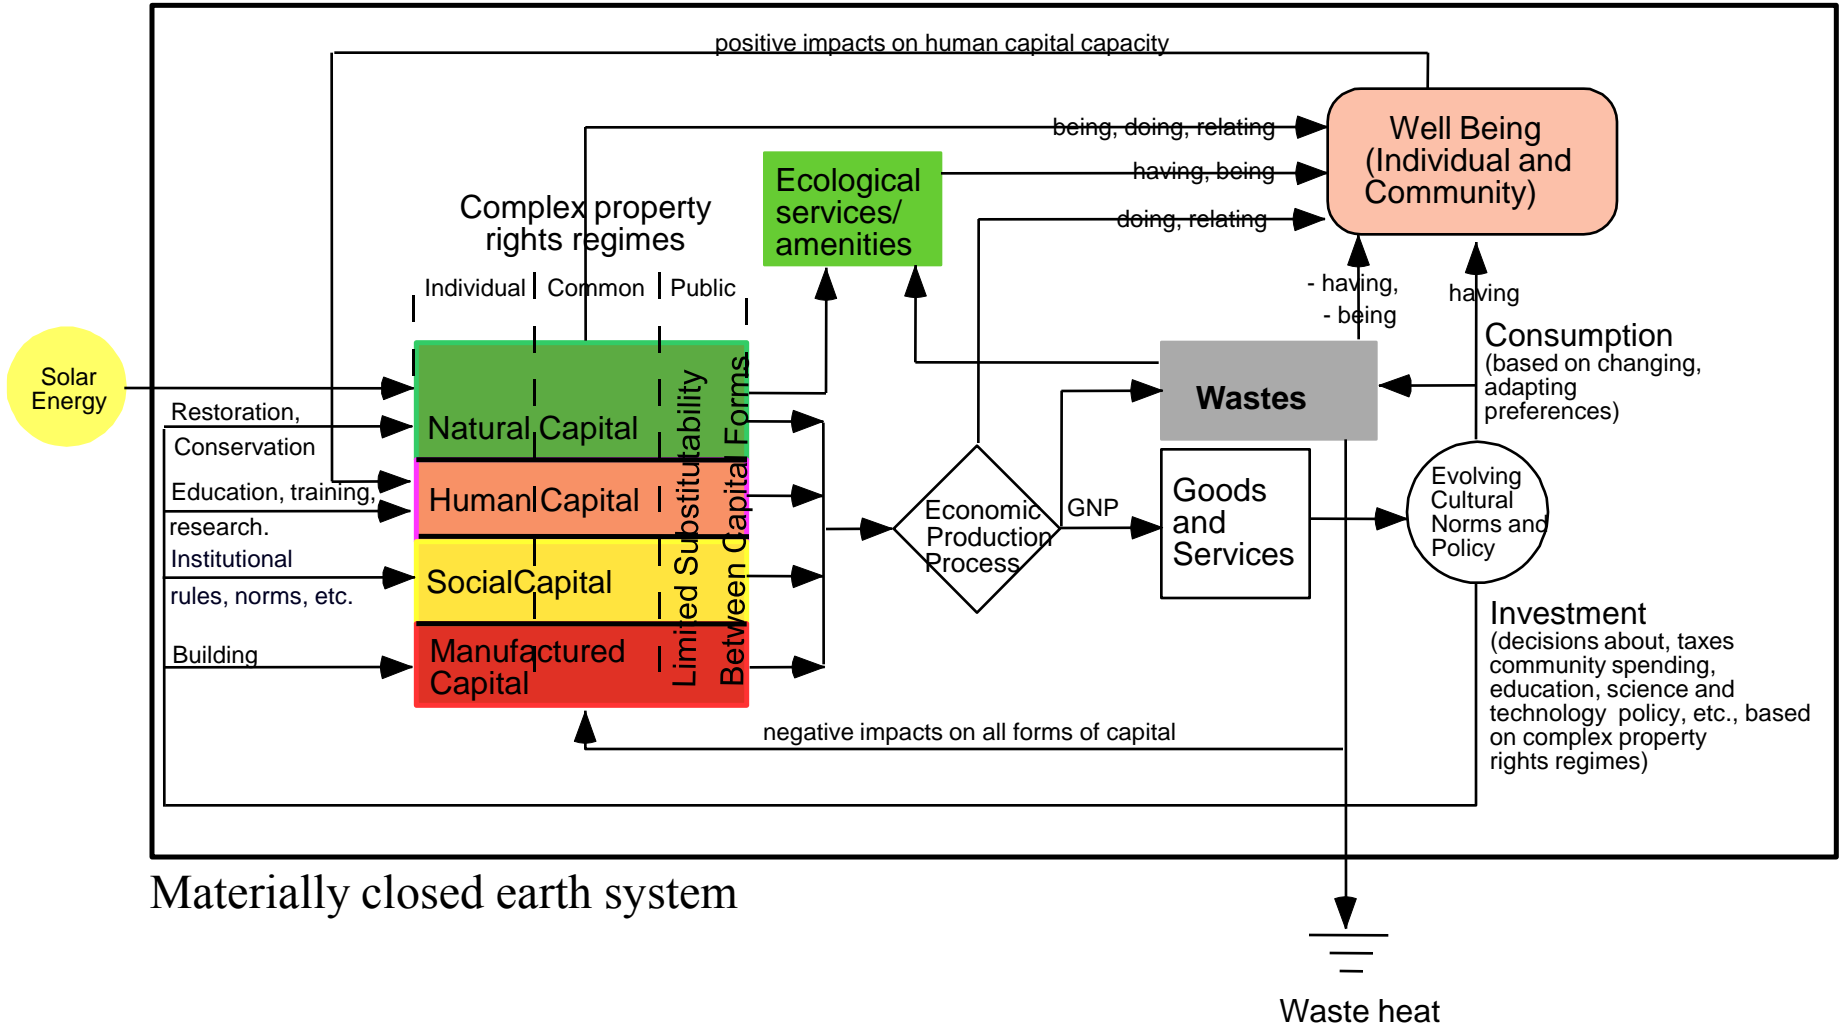 positive impacts on human capital capacity
being, doing, relating
Well Being
(Individual and
Community)
having, being
doing, relating
Ecological
services/
amenities
Complex property
rights regimes
Individual
Common
Public
- having,
- being
having
Consumption
(based on changing,
adapting
preferences)
Solar
Energy
Restoration,
Conservation
Education, training,
research.
Institutional
rules, norms, etc.
Building
Natural Capital
Human Capital
SocialCapital
Manufactured
Capital
Limited Substitutability
Between Capital Forms
Economic
Production
Process
GNP
Wastes
Goods
and
Services
Evolving
Cultural
Norms and
Policy
Investment
(decisions about, taxes
community spending,
education, science and
technology policy, etc., based
on complex property
rights regimes)
negative impacts on all forms of capital
Materially closed earth system
Waste heat